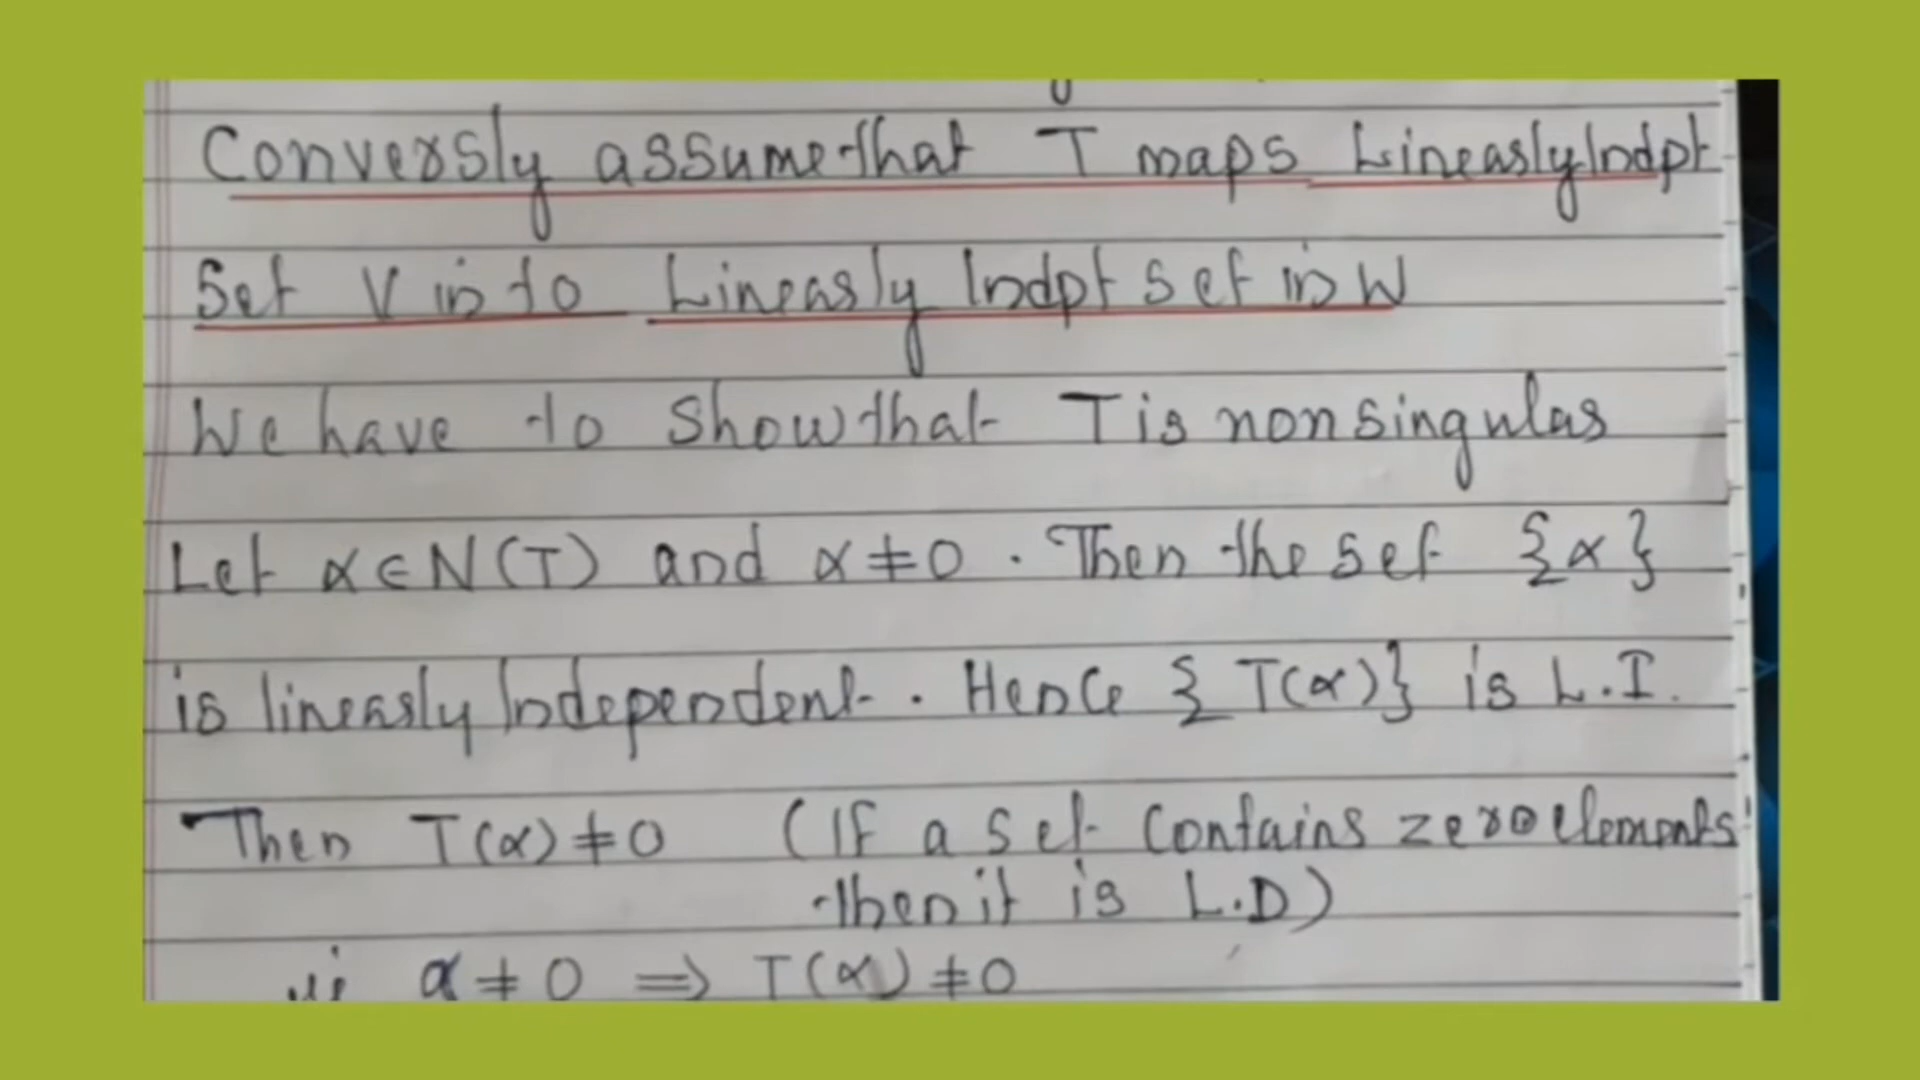 Conversly assume that T maps Linearly Indpt
Set V in to Linearly Indpt set in W
We have to Show that T is non singular
Let α ∈ N(T) and α ≠ 0. Then the set {α}
is linearly Independent. Hence {T(α)} is L.I.
Then T(α) ≠ 0 (If a set Contains zero elements
then it is L.D)
α ≠ 0 ⇒ T(α) ≠ 0